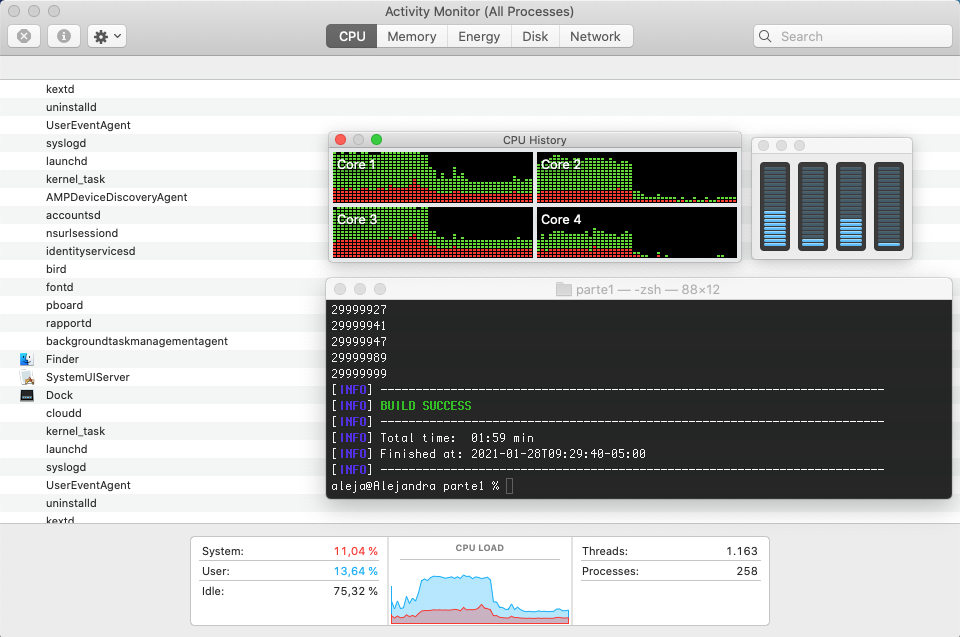 Activity Monitor (All Processes)
CPU Memory Energy Disk Network
Search
kextd
uninstalld
UserEventAgent
syslogd
launchd
kernel_task
AMPDeviceDiscoveryAgent
accountsd
nsurlsessiond
identityservicesd
bird
fontd
pboard
rapportd
backgroundtaskmanagementagent
Finder
SystemUIServer
Dock
cloudd
kernel_task
launchd
syslogd
UserEventAgent
uninstalld
kextd
CPU History
Core 1
Core 2
Core 3
Core 4
parte1 — -zsh — 88×12
29999927
29999941
29999947
29999989
29999999
[INFO] ------------------------------------------------------------------------
[INFO] BUILD SUCCESS
[INFO] ------------------------------------------------------------------------
[INFO] Total time:  01:59 min
[INFO] Finished at: 2021-01-28T09:29:40-05:00
[INFO] ------------------------------------------------------------------------
aleja@Alejandra parte1 %
System: 11,04 %
User: 13,64 %
Idle: 75,32 %
CPU LOAD
Threads: 1.163
Processes: 258